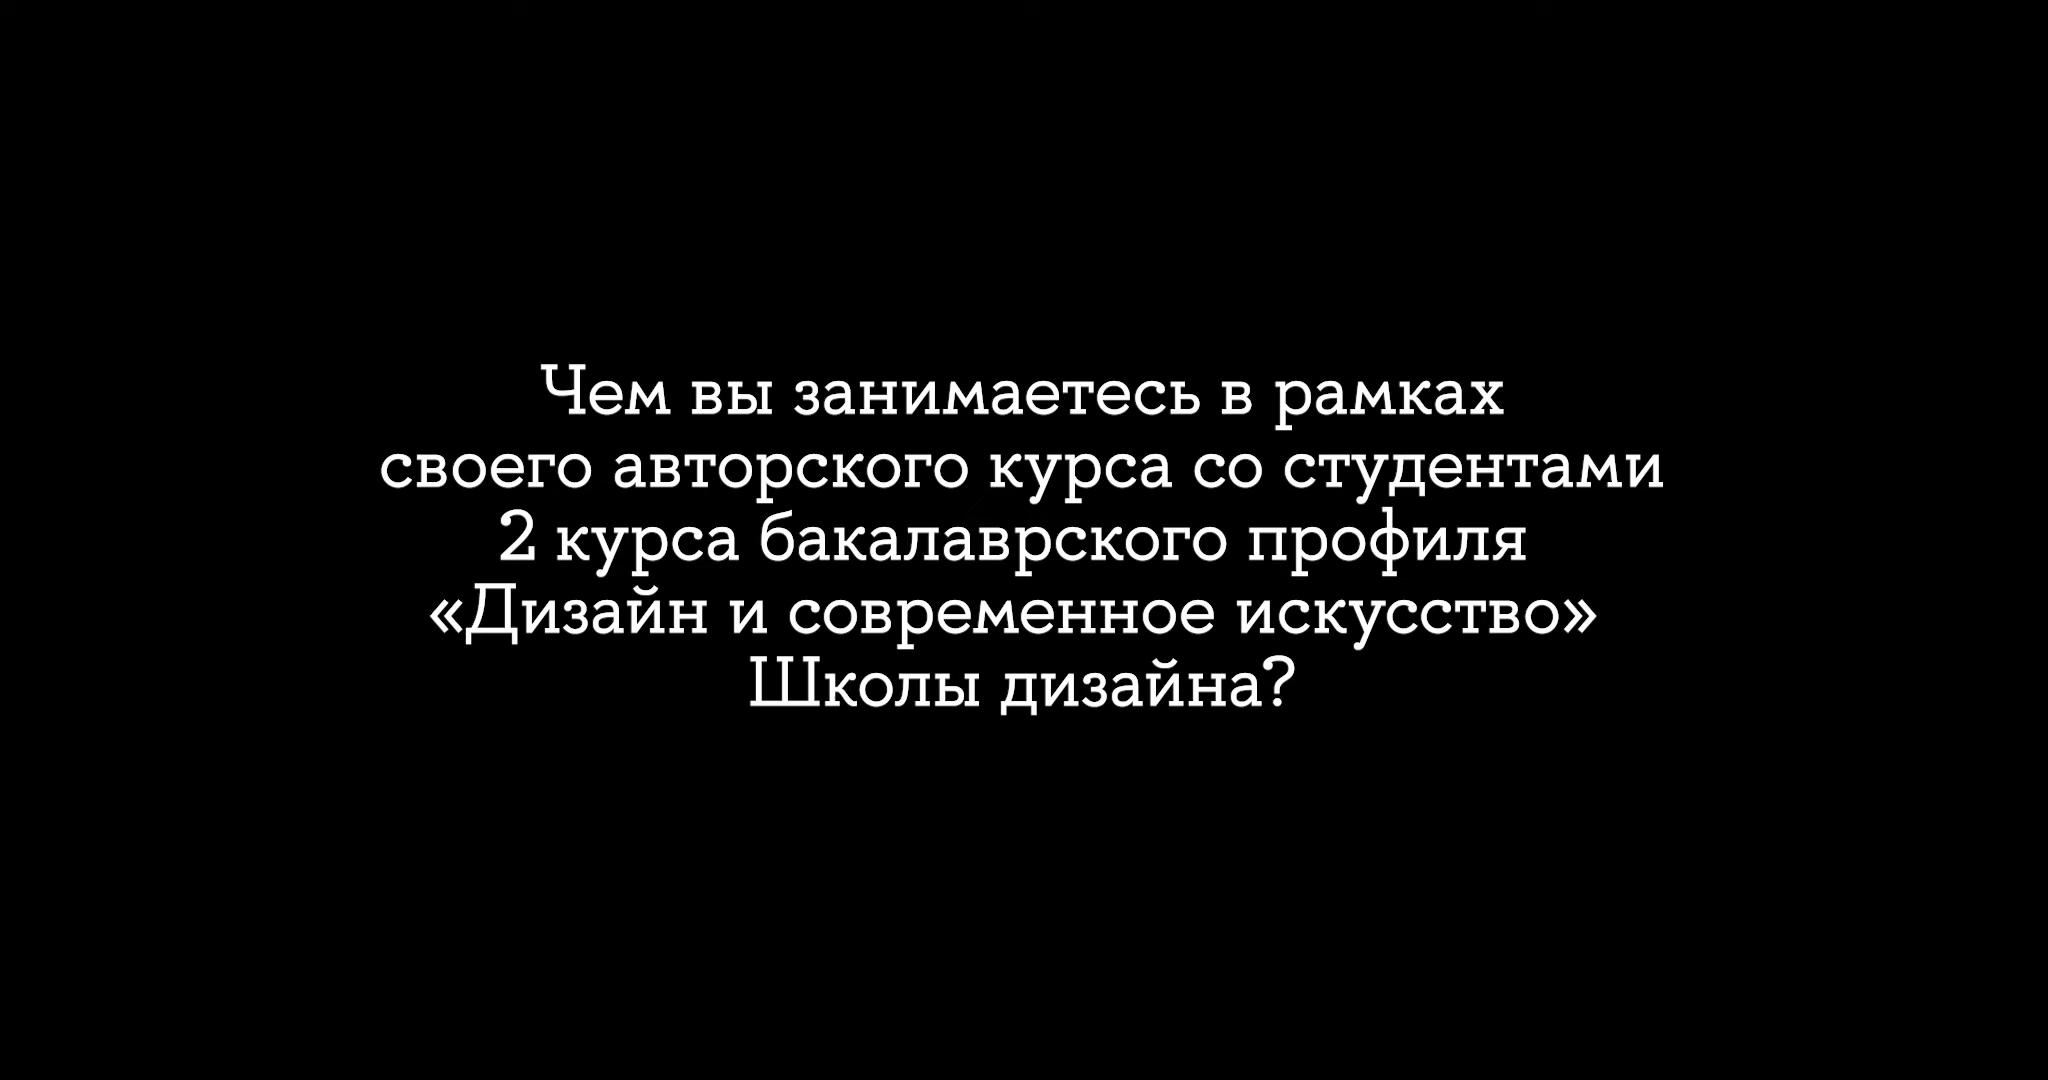 Чем вы занимаетесь в рамках
своего авторского курса со студентами
2 курса бакалаврского профиля
«Дизайн и современное искусство»
Школы дизайна?